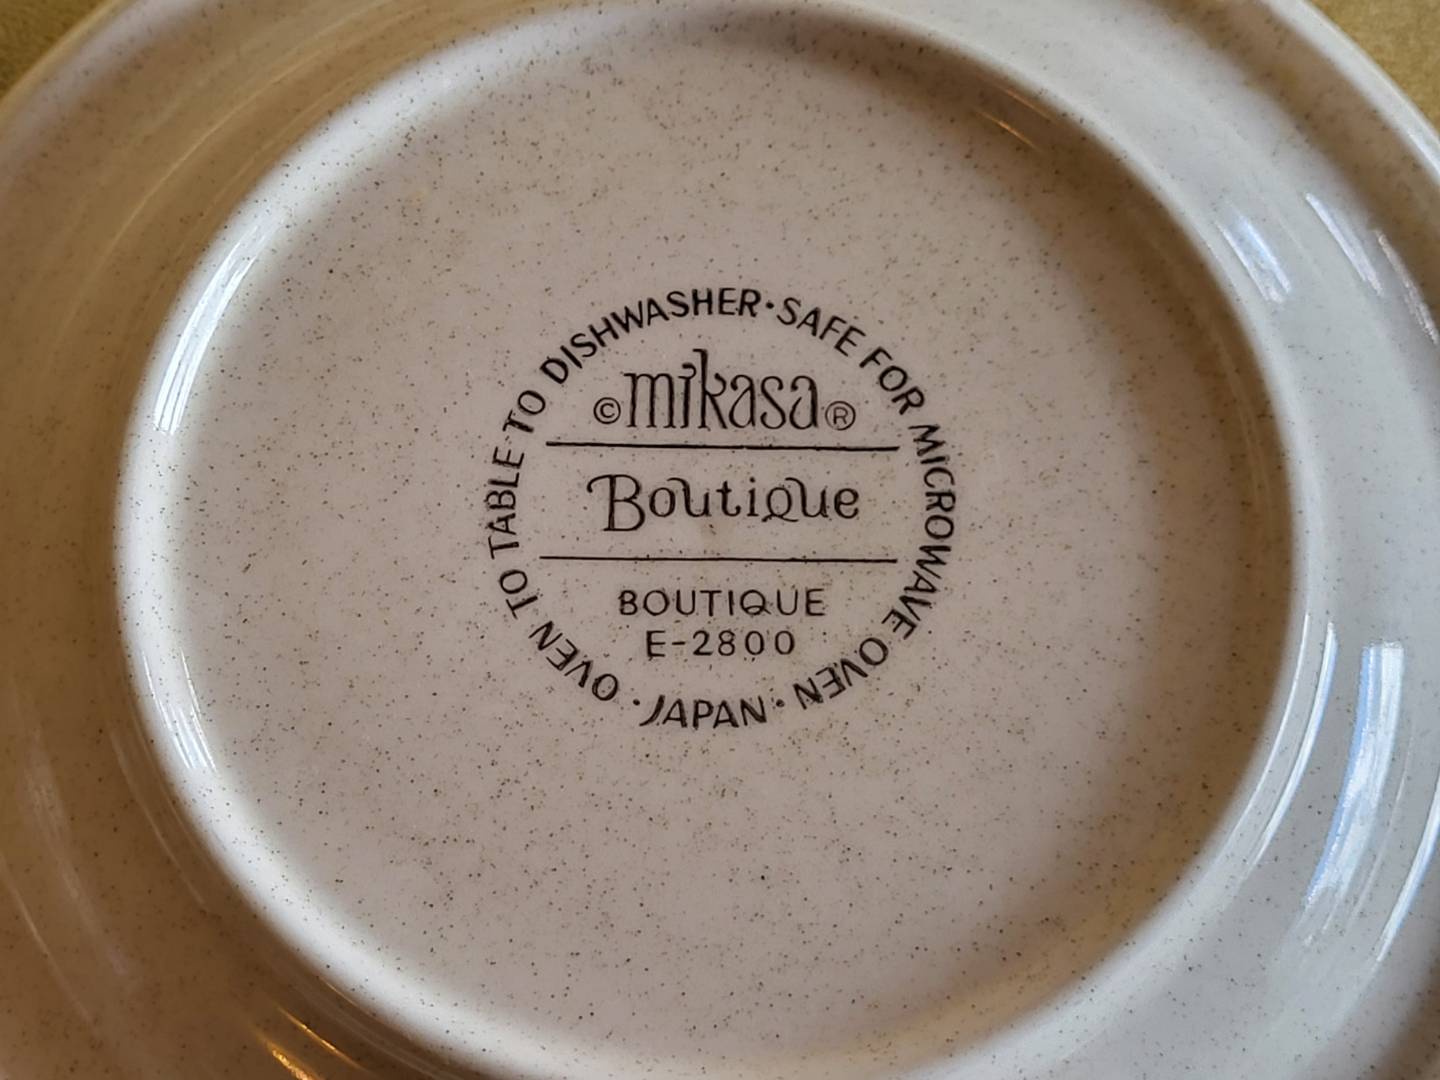 OVEN TO TABLE TO DISHWASHER · SAFE FOR MICROWAVE OVEN · JAPAN ·
© mikasa ®
Boutique
BOUTIQUE
E-2800